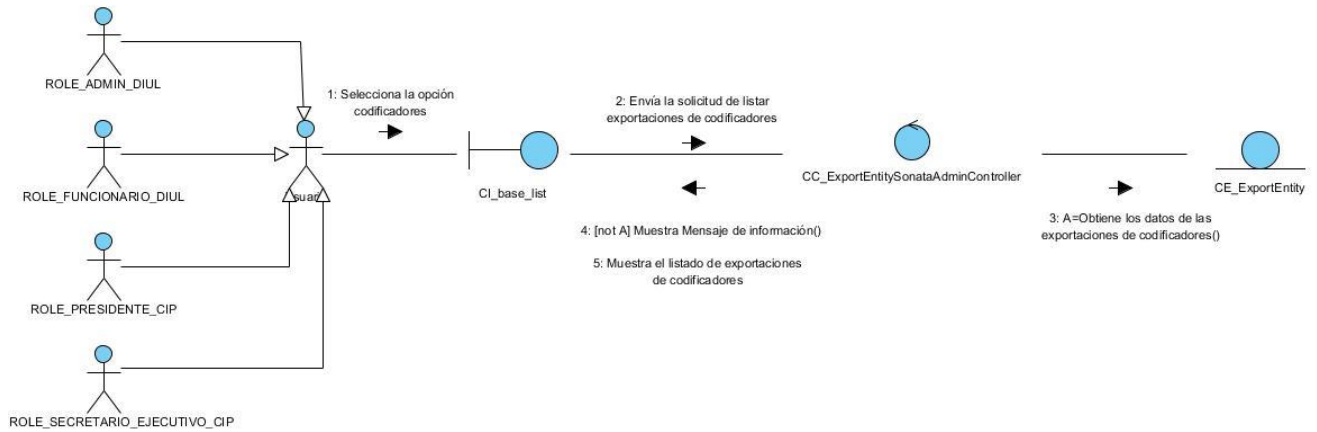 ROLE_ADMIN_DIUL
1: Selecciona la opción
codificadores
2: Envía la solicitud de listar
exportaciones de codificadores
ROLE_FUNCIONARIO_DIUL
CI_base_list
CC_ExportEntitySonataAdminController
CE_ExportEntity
3: A=Obtiene los datos de las
exportaciones de codificadores()
4: [not A] Muestra Mensaje de información()
5: Muestra el listado de exportaciones
de codificadores
ROLE_PRESIDENTE_CIP
ROLE_SECRETARIO_EJECUTIVO_CIP